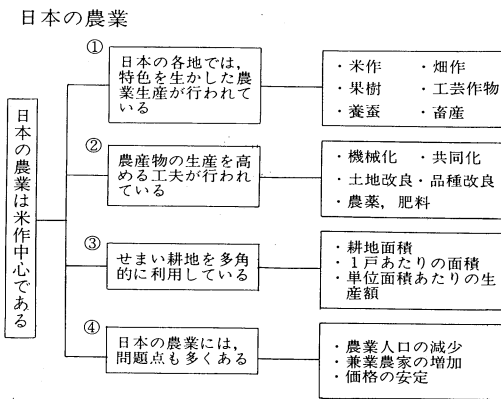 日本の農業
日本の農業は米作中心である
①
日本の各地では,
特色を生かした農
業生産が行われて
いる
・米作 ・畑作
・果樹 ・工芸作物
・養蚕 ・畜産
②
農産物の生産を高
める工夫が行われ
ている
・機械化 ・共同化
・土地改良・品種改良
・農薬, 肥料
③
せまい耕地を多角
的に利用している
・耕地面積
・1戸あたりの面積
・単位面積あたりの生
産額
④
日本の農業には,
問題点も多くある
・農業人口の減少
・兼業農家の増加
・価格の安定